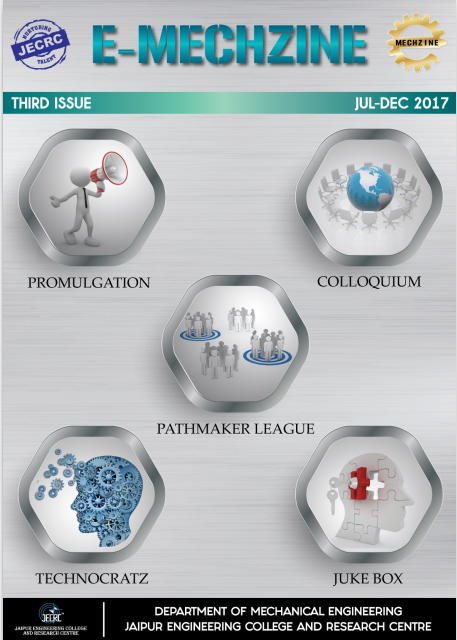 NURTURING
JECRC
TALENT
E-MECHZINE
MECHZINE
THIRD ISSUE
JUL-DEC 2017
PROMULGATION
COLLOQUIUM
PATHMAKER LEAGUE
TECHNOCRATZ
JUKE BOX
JECRC
JAIPUR ENGINEERING COLLEGE
AND RESEARCH CENTRE
DEPARTMENT OF MECHANICAL ENGINEERING
JAIPUR ENGINEERING COLLEGE AND RESEARCH CENTRE